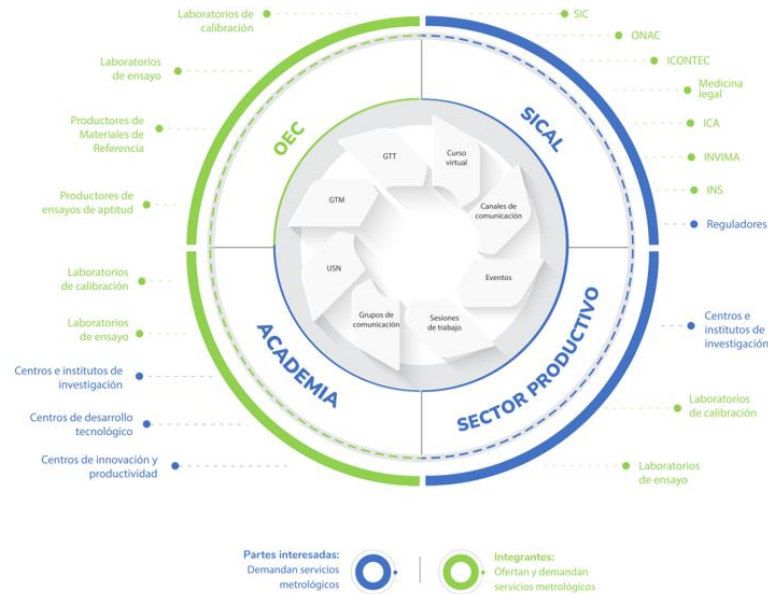 Laboratorios de
calibración
Laboratorios
de ensayo
Productores de
Materiales de
Referencia
Productores de
ensayos de aptitud
Laboratorios
de calibración
Laboratorios
de ensayo
Centros e institutos de
investigación
Centros de desarrollo
tecnológico
Centros de innovación y
productividad
OEC
SICAL
ACADEMIA
SECTOR PRODUCTIVO
GTT
Curso
virtual
GTM
Canales de
comunicación
USN
Eventos
Grupos de
comunicación
Sesiones
de trabajo
SIC
ONAC
ICONTEC
Medicina
legal
ICA
INVIMA
INS
Reguladores
Centros e
institutos de
investigación
Laboratorios
de calibración
Laboratorios
de ensayo
Partes interesadas:
Demandan servicios
metrológicos
Integrantes:
Ofertan y demandan
servicios metrológicos